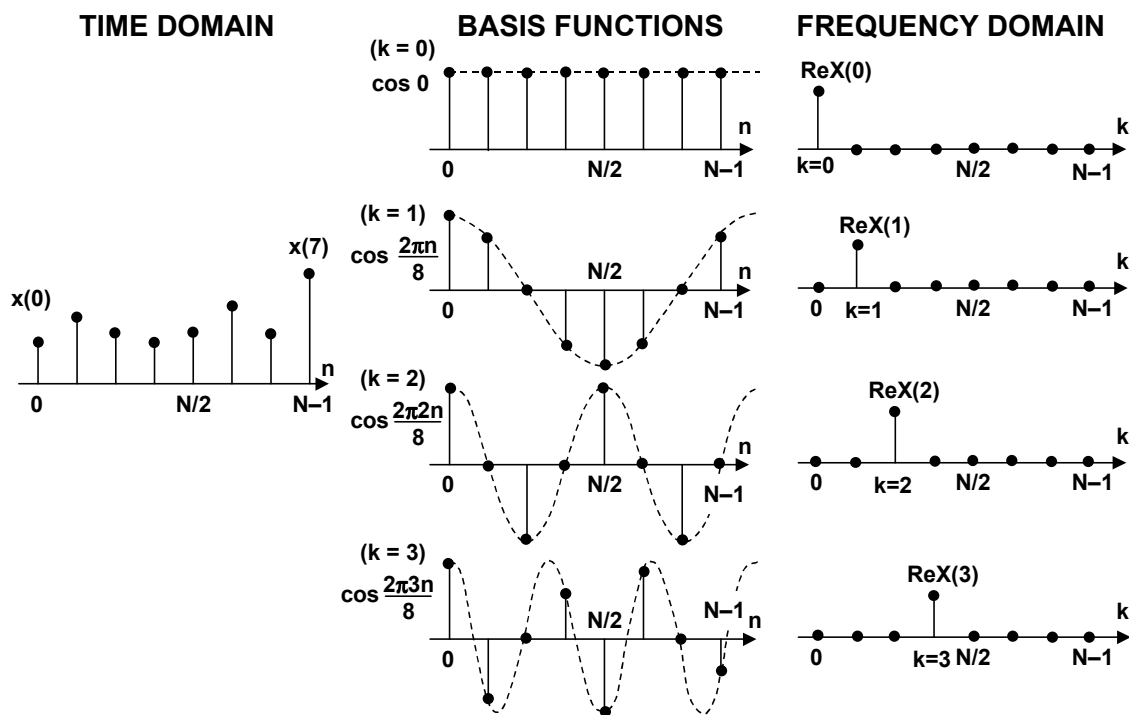 TIME DOMAIN
BASIS FUNCTIONS
FREQUENCY DOMAIN
(k = 0)
cos 0
n
0
N/2
N–1
ReX(0)
k
k=0
N/2
N–1
x(0)
x(7)
n
0
N/2
N–1
(k = 1)
cos 2πn/8
N/2
n
0
N–1
ReX(1)
k
0
k=1
N/2
N–1
(k = 2)
cos 2π2n/8
n
0
N/2
N–1
ReX(2)
k
0
k=2
N/2
N–1
(k = 3)
cos 2π3n/8
N/2
N–1
n
0
ReX(3)
k
0
k=3
N/2
N–1